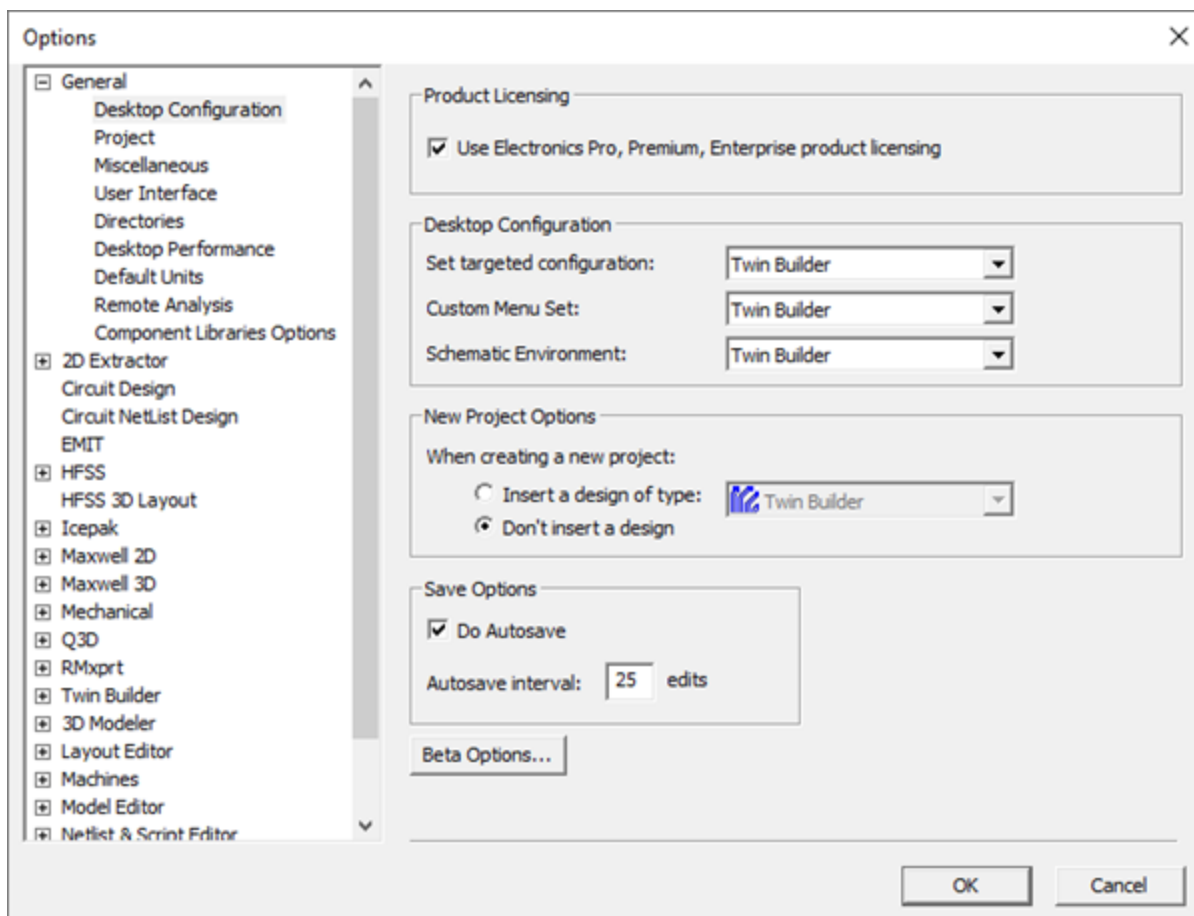 Options
General
Desktop Configuration
Project
Miscellaneous
User Interface
Directories
Desktop Performance
Default Units
Remote Analysis
Component Libraries Options
2D Extractor
Circuit Design
Circuit NetList Design
EMIT
HFSS
HFSS 3D Layout
Icepak
Maxwell 2D
Maxwell 3D
Mechanical
Q3D
RMxprt
Twin Builder
3D Modeler
Layout Editor
Machines
Model Editor
Netlist & Script Editor
Product Licensing
Use Electronics Pro, Premium, Enterprise product licensing
Desktop Configuration
Set targeted configuration: Twin Builder
Custom Menu Set: Twin Builder
Schematic Environment: Twin Builder
New Project Options
When creating a new project:
Insert a design of type: Twin Builder
Don't insert a design
Save Options
Do Autosave
Autosave interval: 25 edits
Beta Options...
OK Cancel